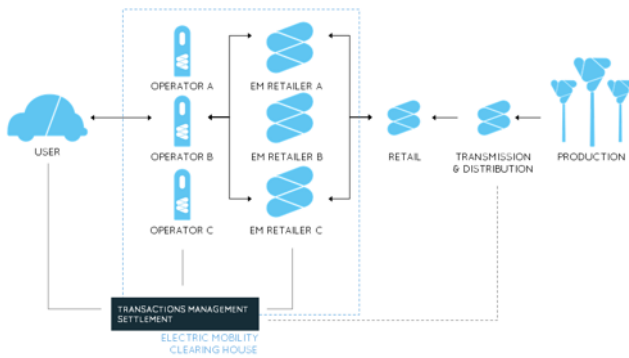 OPERATOR A
EM RETAILER A
USER
OPERATOR B
EM RETAILER B
RETAIL
TRANSMISSION
& DISTRIBUTION
PRODUCTION
OPERATOR C
EM RETAILER C
TRANSACTIONS MANAGEMENT
SETTLEMENT
ELECTRIC MOBILITY
CLEARING HOUSE